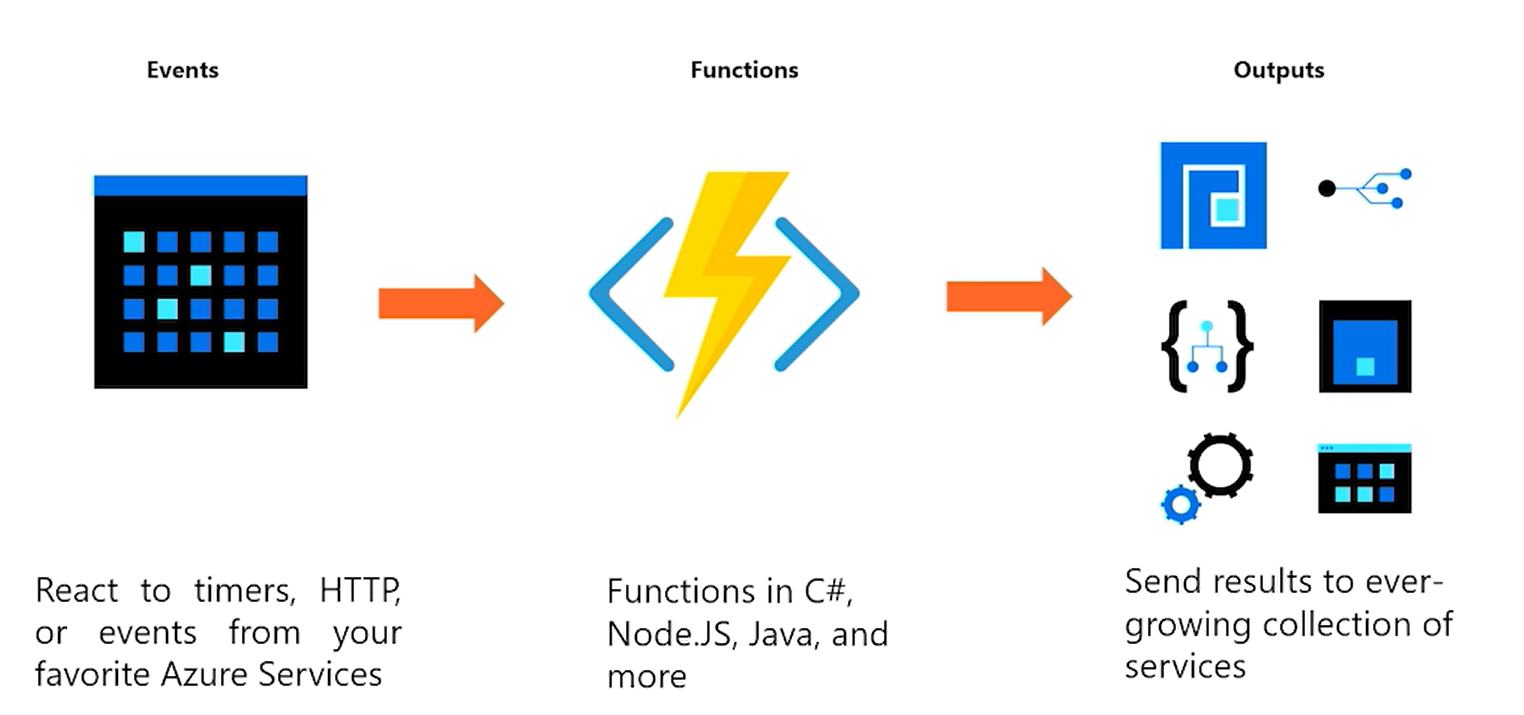 Events
Functions
Outputs
React to timers, HTTP,
or events from your
favorite Azure Services
Functions in C#,
Node.JS, Java, and
more
Send results to ever-
growing collection of
services